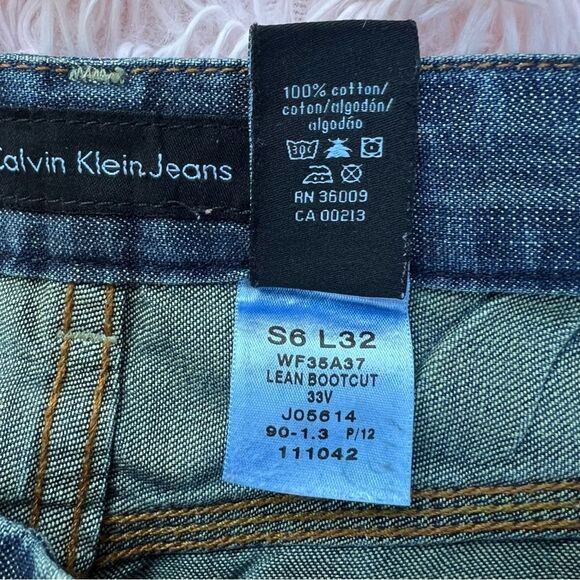 Calvin Klein Jeans
100% cotton/
coton/algodón/
algodão
30C
RN 36009
CA 00213
S6 L32
WF35A37
LEAN BOOTCUT
33V
J05614
90-1.3 P/12
111042